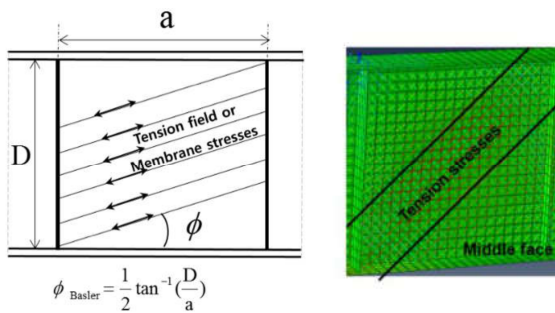 a
D
Tension field or
Membrane stresses
ϕ
ϕ Basler = 1/2 tan⁻¹(D/a)
Tension stresses
Middle face